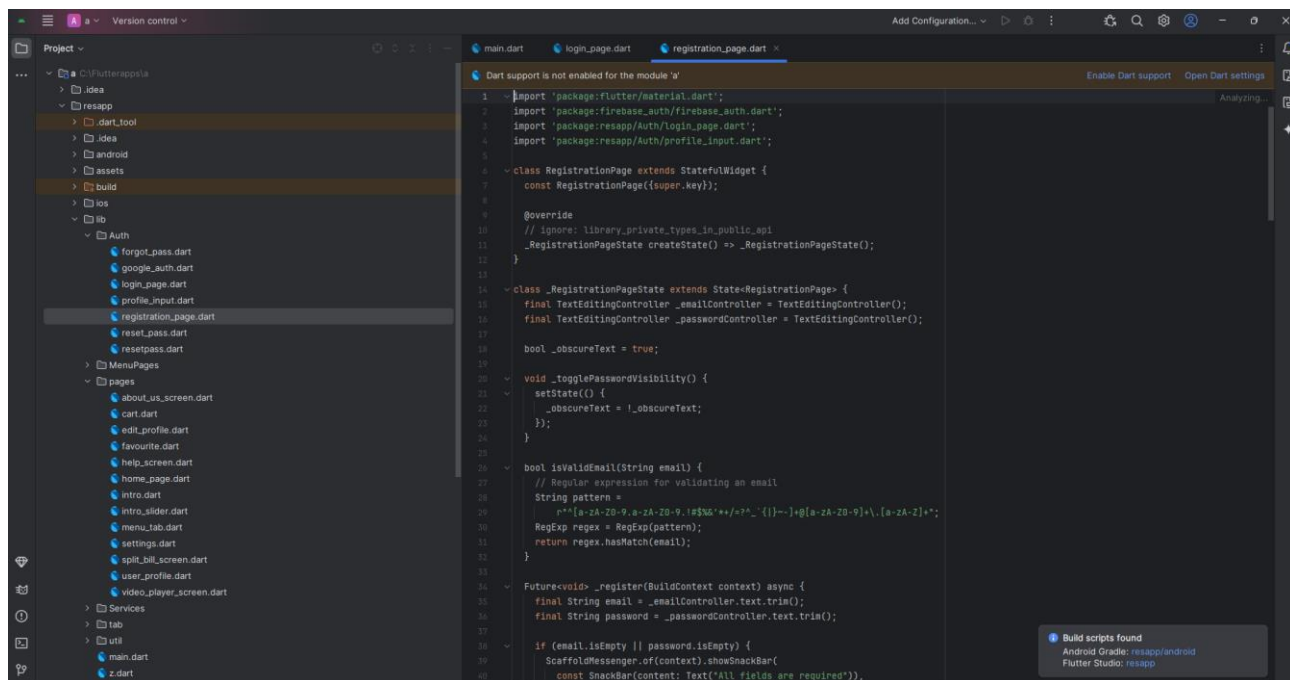 A a Version control
Add Configuration...
Project
main.dart
login_page.dart
registration_page.dart
a C:\Flutterapps\a
.idea
resapp
.dart_tool
.idea
android
assets
build
ios
lib
Auth
forgot_pass.dart
google_auth.dart
login_page.dart
profile_input.dart
registration_page.dart
reset_pass.dart
resetpass.dart
MenuPages
pages
about_us_screen.dart
cart.dart
edit_profile.dart
favourite.dart
help_screen.dart
home_page.dart
intro.dart
intro_slider.dart
menu_tab.dart
settings.dart
split_bill_screen.dart
user_profile.dart
video_player_screen.dart
Services
tab
util
main.dart
z.dart
Dart support is not enabled for the module 'a'
Enable Dart support Open Dart settings
Analyzing...
1 import 'package:flutter/material.dart';
2 import 'package:firebase_auth/firebase_auth.dart';
3 import 'package:resapp/Auth/login_page.dart';
4 import 'package:resapp/Auth/profile_input.dart';
5
6 class RegistrationPage extends StatefulWidget {
7 const RegistrationPage({super.key});
8
9 @override
10 // ignore: library_private_types_in_public_api
11 _RegistrationPageState createState() => _RegistrationPageState();
12 }
13
14 class _RegistrationPageState extends State<RegistrationPage> {
15 final TextEditingController _emailController = TextEditingController();
16 final TextEditingController _passwordController = TextEditingController();
17
18 bool _obscureText = true;
19
20 void _togglePasswordVisibility() {
21 setState(() {
22 _obscureText = !_obscureText;
23 });
24 }
25
26 bool isValidEmail(String email) {
27 // Regular expression for validating an email
28 String pattern =
29 r"^[a-zA-Z0-9.a-zA-Z0-9.!#$%&'*+/=?^_`{|}~-]+@[a-zA-Z0-9]+\.[a-zA-Z]+";
30 RegExp regex = RegExp(pattern);
31 return regex.hasMatch(email);
32 }
33
34 Future<void> _register(BuildContext context) async {
35 final String email = _emailController.text.trim();
36 final String password = _passwordController.text.trim();
37
38 if (email.isEmpty || password.isEmpty) {
39 ScaffoldMessenger.of(context).showSnackBar(
40 const SnackBar(content: Text("All fields are required")),
Build scripts found
Android Gradle: resapp/android
Flutter Studio: resapp